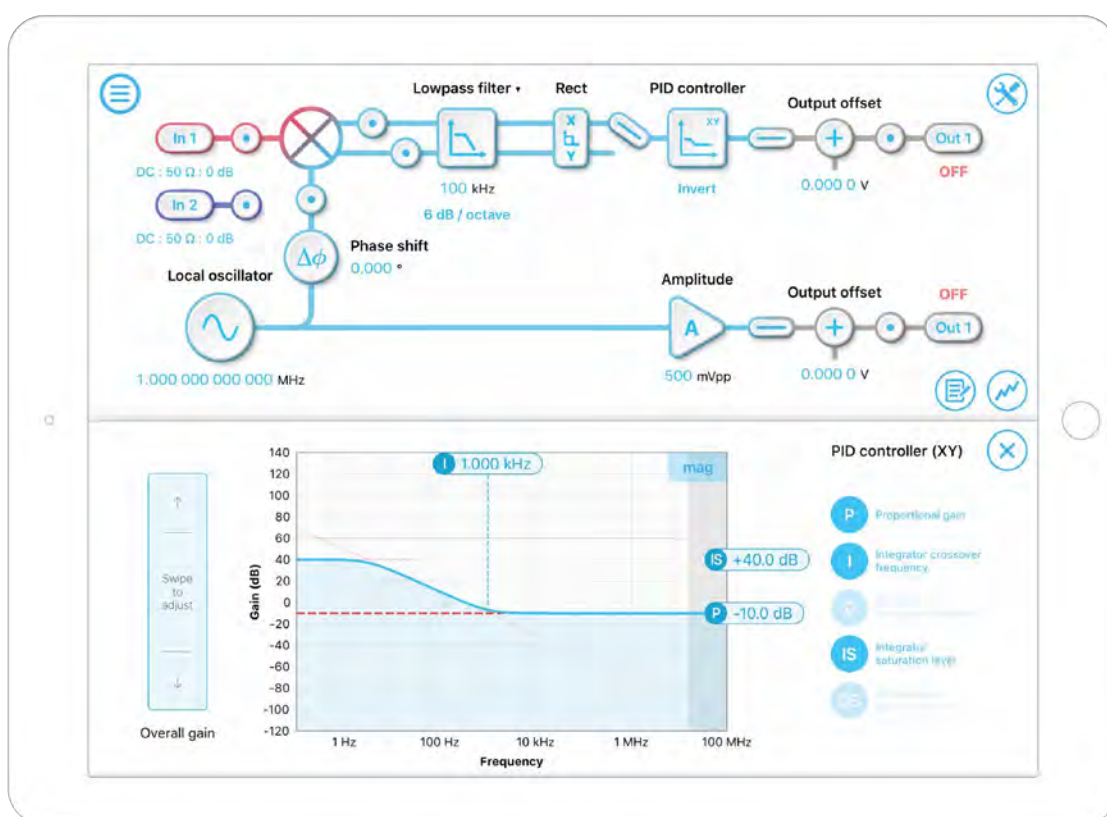 Lowpass filter ▾
Rect
PID controller
Output offset
In 1
X
Y
XY
Out 1
DC : 50 Ω : 0 dB
100 kHz
Invert
0.000 0 V
OFF
In 2
6 dB / octave
DC : 50 Ω : 0 dB
Δϕ
Phase shift
0.000 °
Local oscillator
Amplitude
Output offset
OFF
A
Out 1
1.000 000 000 000 MHz
500 mVpp
0.000 0 V
PID controller (XY)
Swipe
to
adjust
Overall gain
Gain (dB)
140
120
100
80
60
40
20
0
-20
-40
-60
-80
-100
-120
I 1.000 kHz
mag
IS +40.0 dB
P -10.0 dB
1 Hz
100 Hz
10 kHz
1 MHz
100 MHz
Frequency
P Proportional gain
I Integrator crossover
frequency
IS Integrator
saturation level